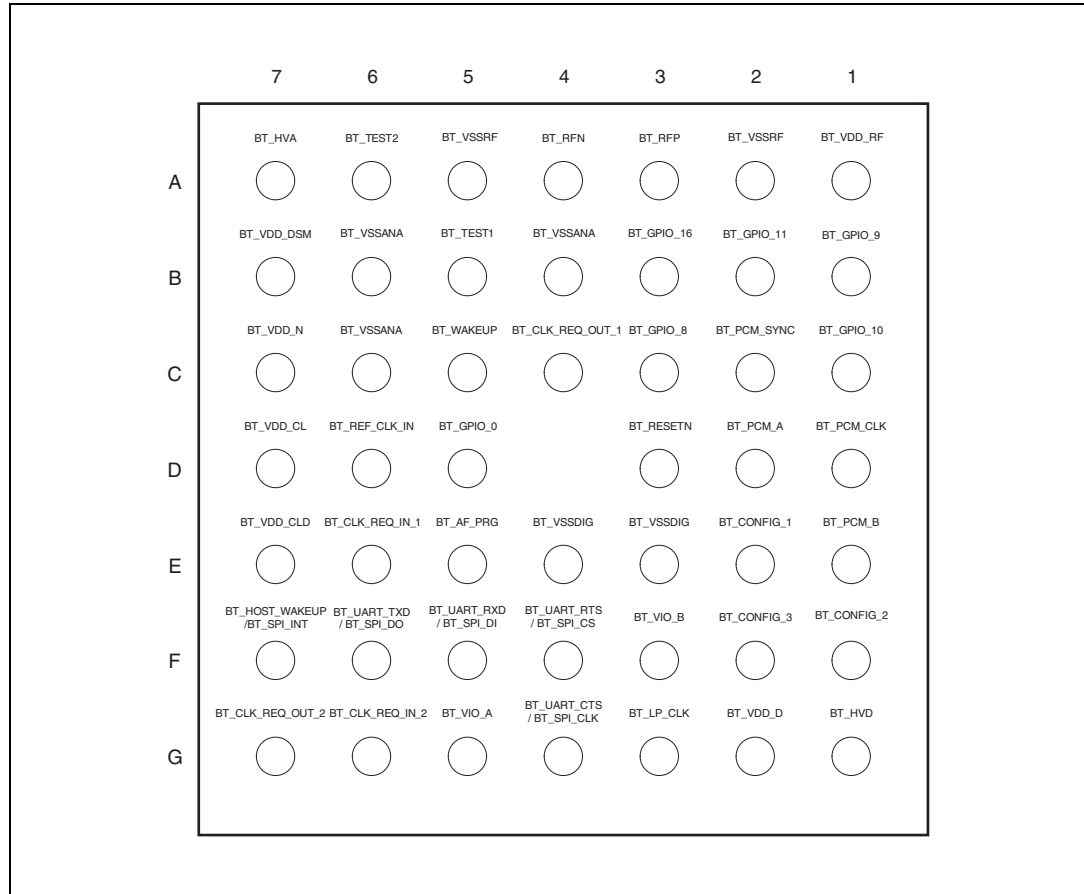 7 6 5 4 3 2 1
BT_HVA BT_TEST2 BT_VSSRF BT_RFN BT_RFP BT_VSSRF BT_VDD_RF
A
BT_VDD_DSM BT_VSSANA BT_TEST1 BT_VSSANA BT_GPIO_16 BT_GPIO_11 BT_GPIO_9
B
BT_VDD_N BT_VSSANA BT_WAKEUP BT_CLK_REQ_OUT_1 BT_GPIO_8 BT_PCM_SYNC BT_GPIO_10
C
BT_VDD_CL BT_REF_CLK_IN BT_GPIO_0 BT_RESETN BT_PCM_A BT_PCM_CLK
D
BT_VDD_CLD BT_CLK_REQ_IN_1 BT_AF_PRG BT_VSSDIG BT_VSSDIG BT_CONFIG_1 BT_PCM_B
E
BT_HOST_WAKEUP BT_UART_TXD BT_UART_RXD BT_UART_RTS BT_VIO_B BT_CONFIG_3 BT_CONFIG_2
/BT_SPI_INT / BT_SPI_DO / BT_SPI_DI / BT_SPI_CS
F
BT_CLK_REQ_OUT_2 BT_CLK_REQ_IN_2 BT_VIO_A BT_UART_CTS BT_LP_CLK BT_VDD_D BT_HVD
/ BT_SPI_CLK
G